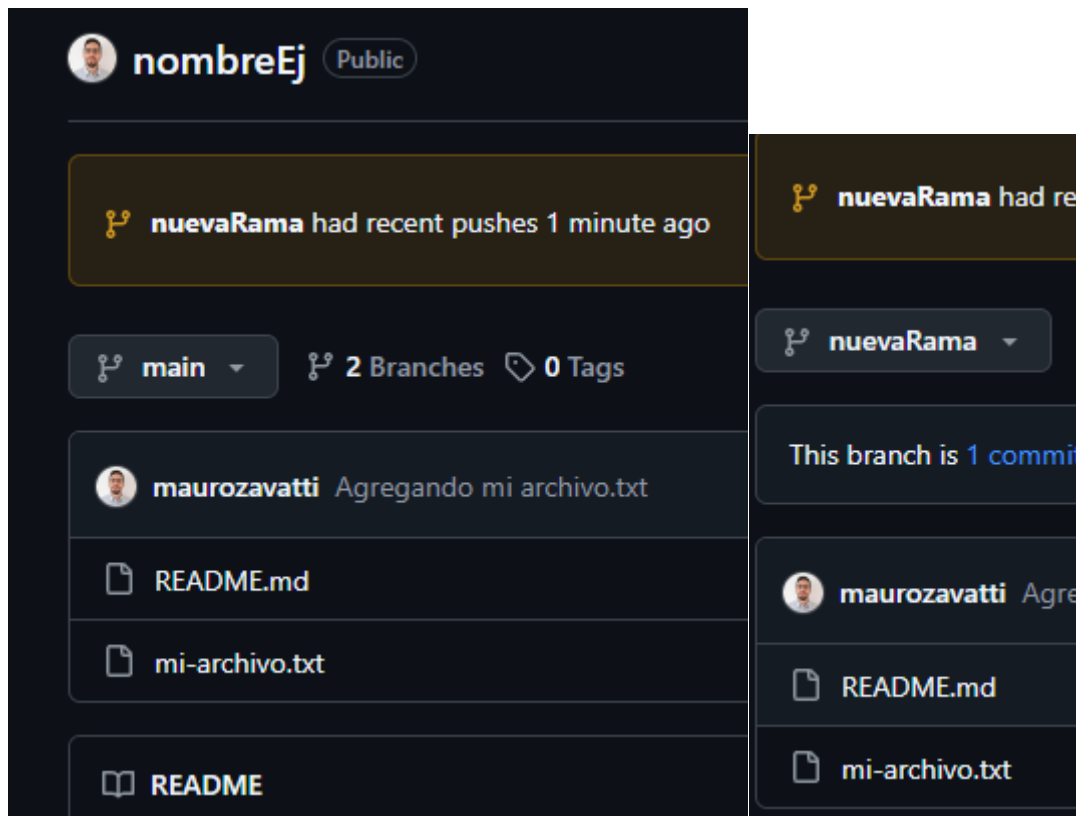 nombreEj Public
nuevaRama had recent pushes 1 minute ago
main 2 Branches 0 Tags
maurozavatti Agregando mi archivo.txt
README.md
mi-archivo.txt
README
nuevaRama had re
nuevaRama
This branch is 1 commit
maurozavatti Agre
README.md
mi-archivo.txt